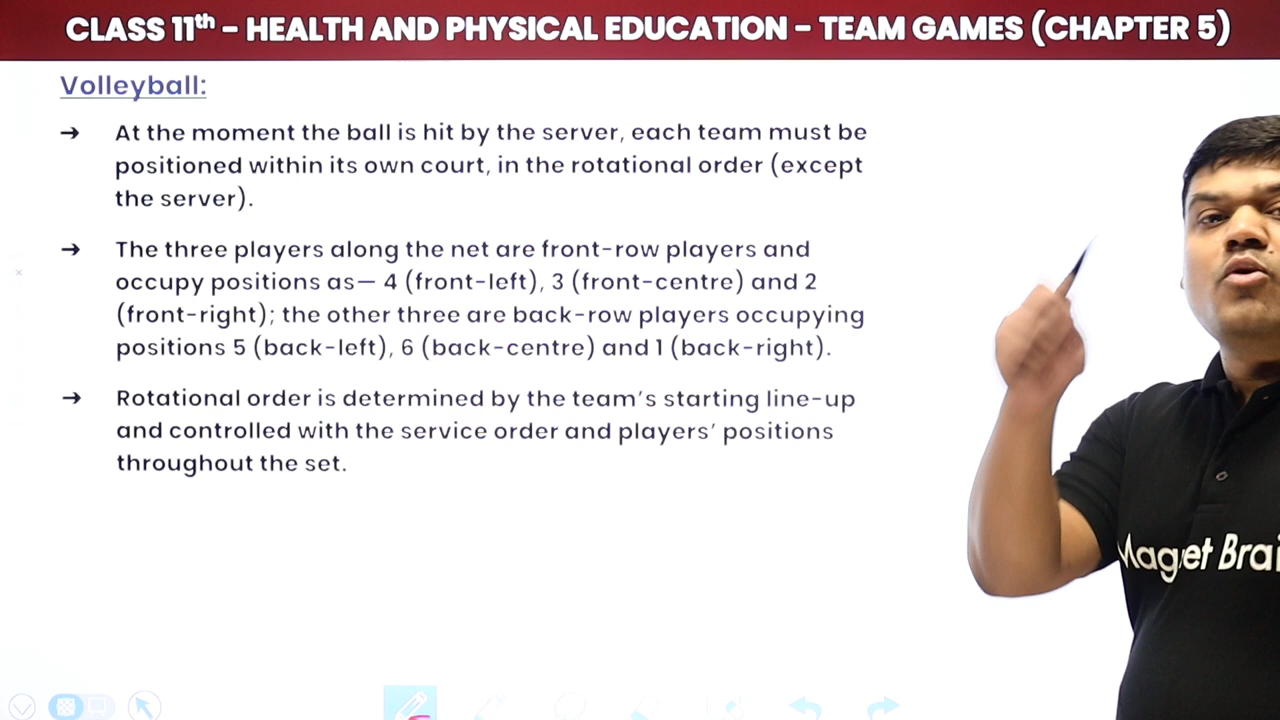 CLASS 11th – HEALTH AND PHYSICAL EDUCATION – TEAM GAMES (CHAPTER 5)
Volleyball:
➔ At the moment the ball is hit by the server, each team must be
positioned within its own court, in the rotational order (except
the server).
➔ The three players along the net are front-row players and
occupy positions as— 4 (front-left), 3 (front-centre) and 2
(front-right); the other three are back-row players occupying
positions 5 (back-left), 6 (back-centre) and 1 (back-right).
➔ Rotational order is determined by the team's starting line-up
and controlled with the service order and players' positions
throughout the set.
Magnet Brai